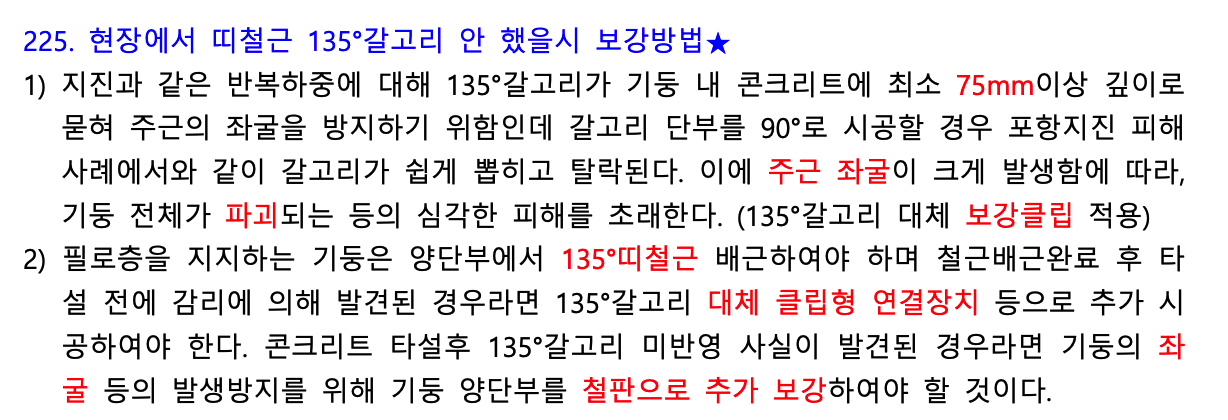 225. 현장에서 띠철근 135°갈고리 안 했을시 보강방법★
1) 지진과 같은 반복하중에 대해 135°갈고리가 기둥 내 콘크리트에 최소 75mm이상 깊이로
묻혀 주근의 좌굴을 방지하기 위함인데 갈고리 단부를 90°로 시공할 경우 포항지진 피해
사례에서와 같이 갈고리가 쉽게 뽑히고 탈락된다. 이에 주근 좌굴이 크게 발생함에 따라,
기둥 전체가 파괴되는 등의 심각한 피해를 초래한다. (135°갈고리 대체 보강클립 적용)
2) 필로층을 지지하는 기둥은 양단부에서 135°띠철근 배근하여야 하며 철근배근완료 후 타
설 전에 감리에 의해 발견된 경우라면 135°갈고리 대체 클립형 연결장치 등으로 추가 시
공하여야 한다. 콘크리트 타설후 135°갈고리 미반영 사실이 발견된 경우라면 기둥의 좌
굴 등의 발생방지를 위해 기둥 양단부를 철판으로 추가 보강하여야 할 것이다.